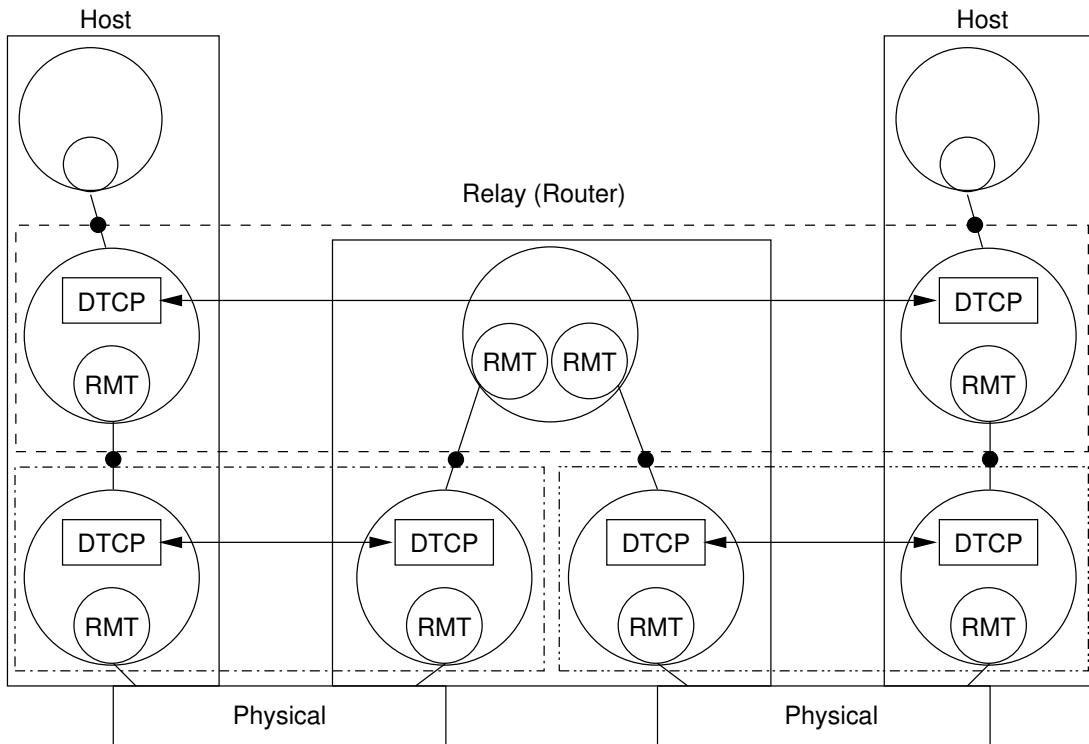 Host
Host
Relay (Router)
DTCP
DTCP
RMT
RMT
RMT
RMT
DTCP
DTCP
DTCP
DTCP
RMT
RMT
RMT
RMT
Physical
Physical